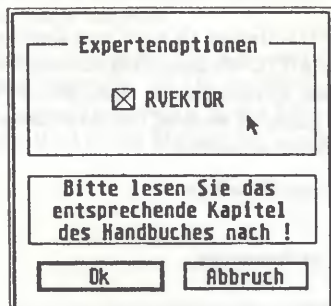 Expertenoptionen
RVEKTOR
Bitte lesen Sie das
entsprechende Kapitel
des Handbuches nach !
Ok
Abbruch